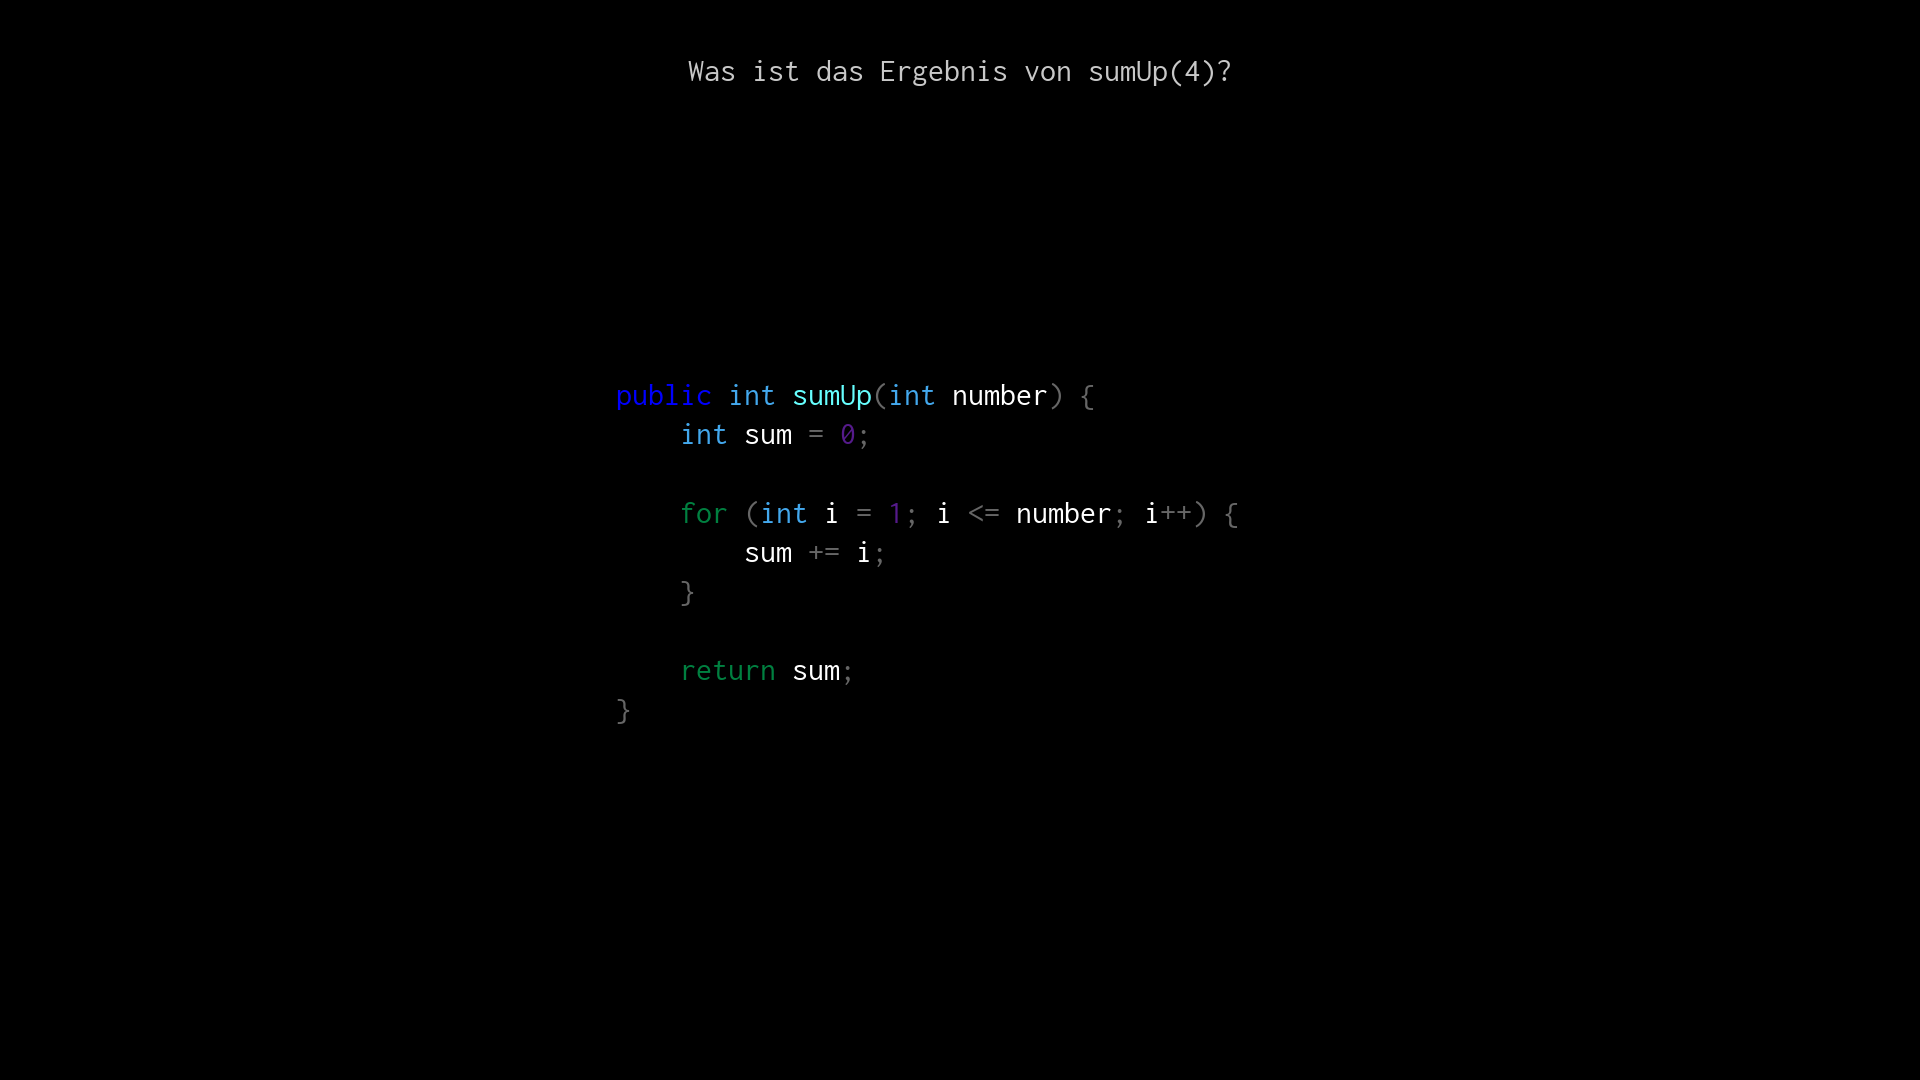 Was ist das Ergebnis von sumUp(4)?
public int sumUp(int number) {
    int sum = 0;
    for (int i = 1; i <= number; i++) {
        sum += i;
    }
    return sum;
}